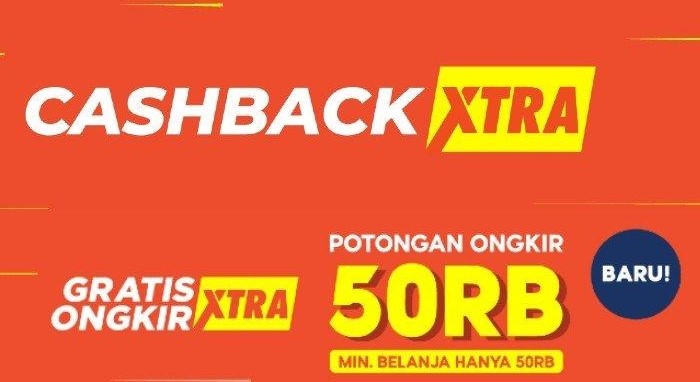 CASHBACK XTRA
GRATIS
ONGKIR XTRA
POTONGAN ONGKIR
50RB
MIN. BELANJA HANYA 50RB
BARU!